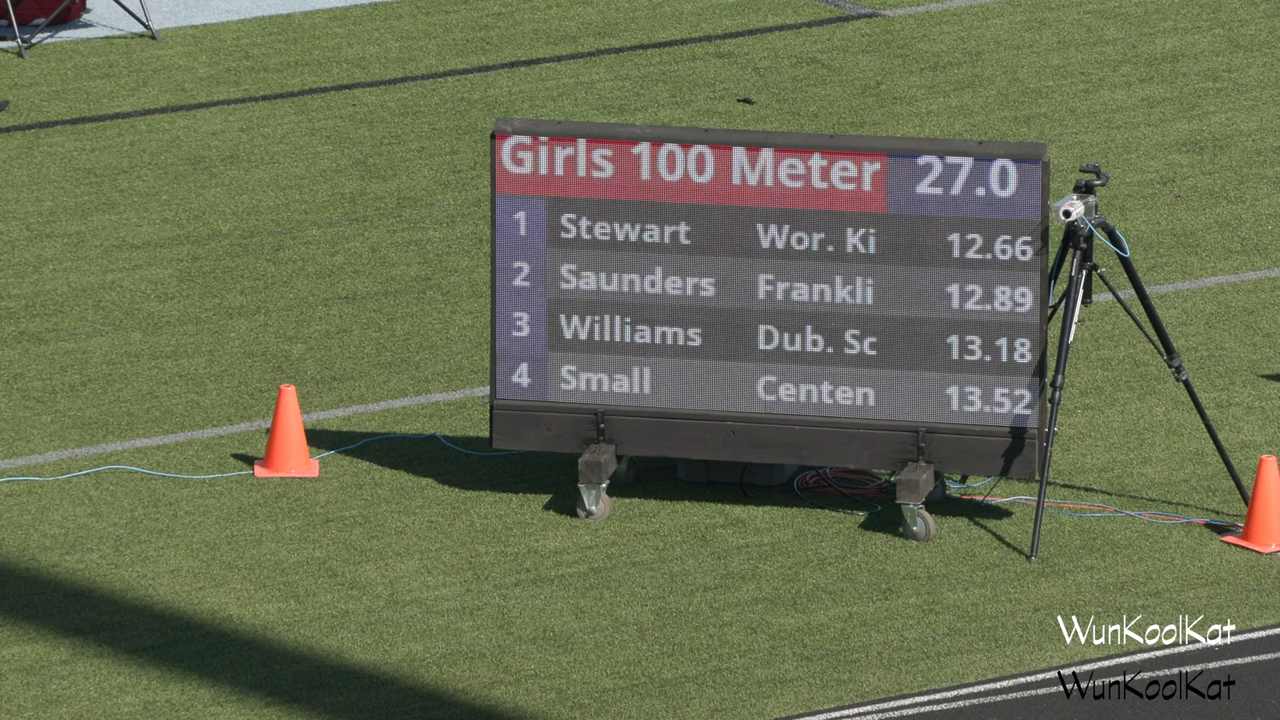 Girls 100 Meter 27.0
1 Stewart Wor. Ki 12.66
2 Saunders Frankli 12.89
3 Williams Dub. Sc 13.18
4 Small Centen 13.52
WunKoolKat
WunKoolKat